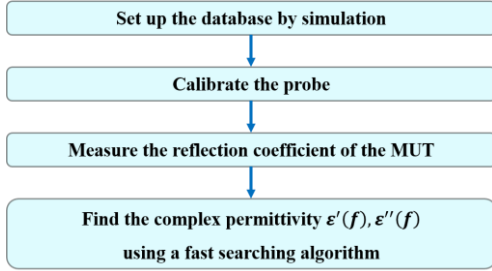 Set up the database by simulation
Calibrate the probe
Measure the reflection coefficient of the MUT
Find the complex permittivity ε′(f), ε″(f)
using a fast searching algorithm